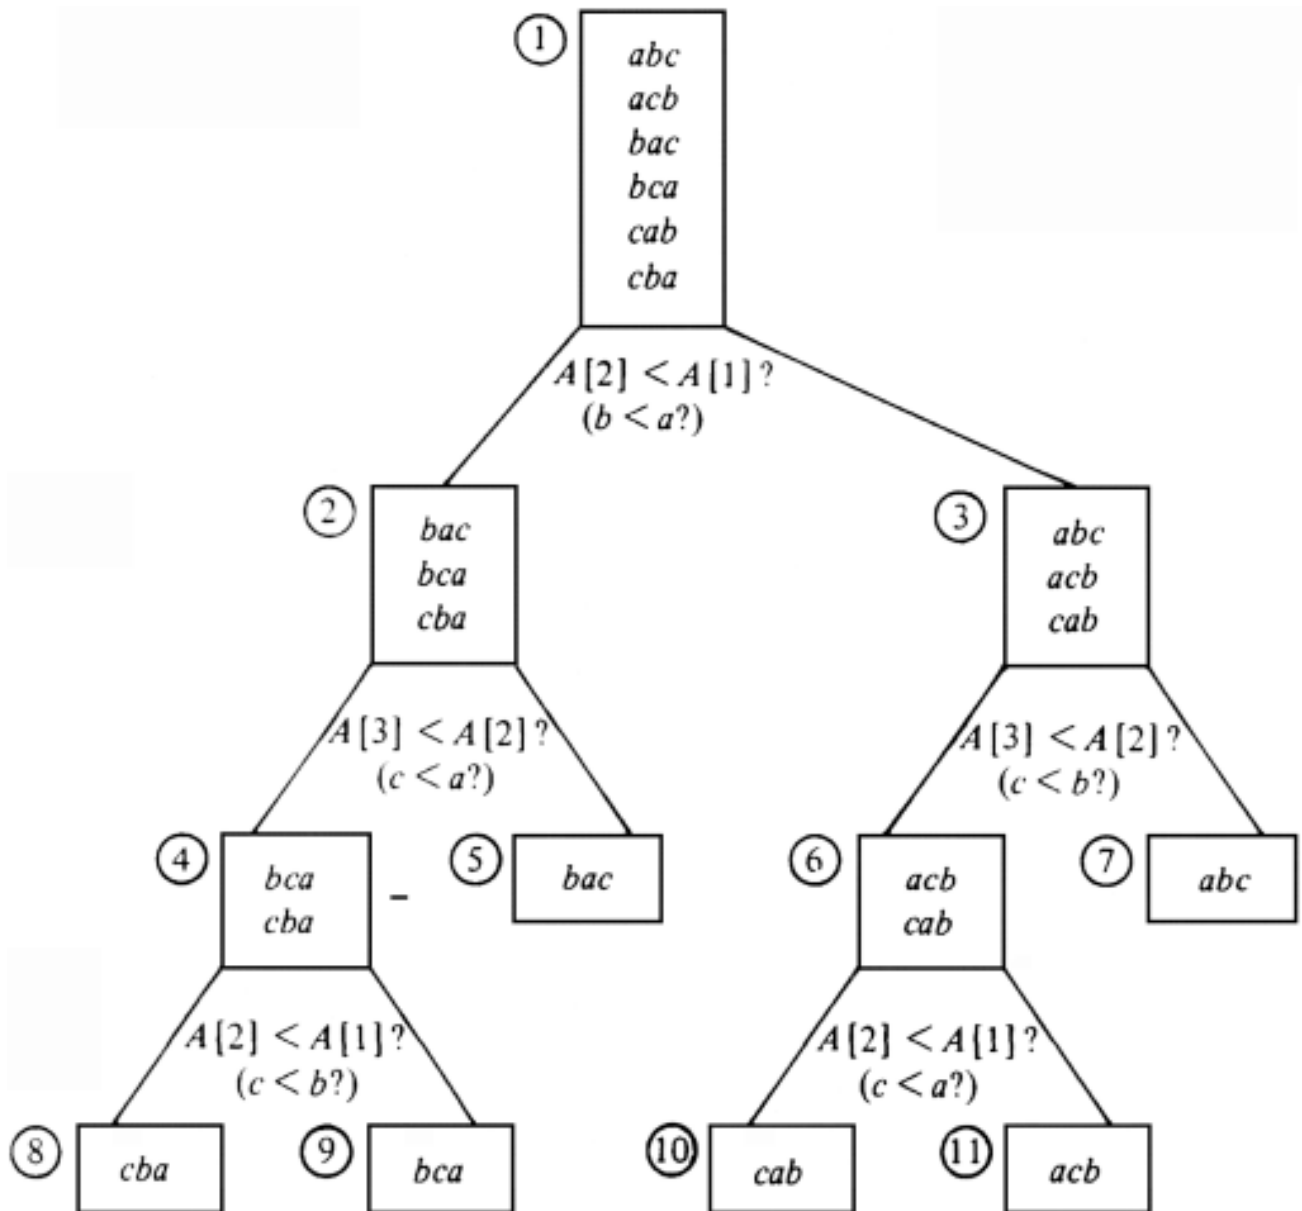 1
abc
acb
bac
bca
cab
cba
A[2] < A[1]?
(b < a?)
2
bac
bca
cba
3
abc
acb
cab
A[3] < A[2]?
(c < a?)
A[3] < A[2]?
(c < b?)
4
bca
cba
5
bac
6
acb
cab
7
abc
A[2] < A[1]?
(c < b?)
A[2] < A[1]?
(c < a?)
8
cba
9
bca
10
cab
11
acb